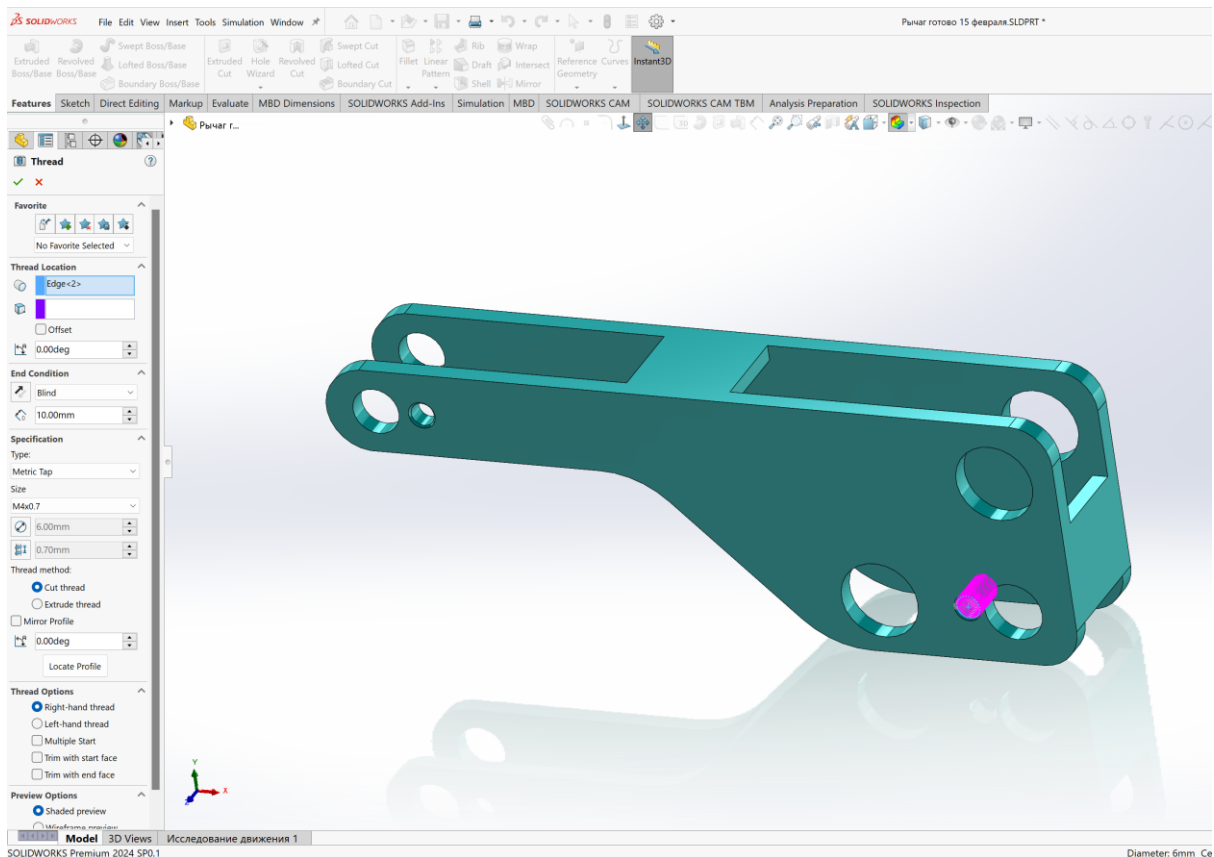 SOLIDWORKS File Edit View Insert Tools Simulation Window Рычаг готово 15 февраля.SLDPRT *
Extruded Boss/Base Revolved Boss/Base Swept Boss/Base Lofted Boss/Base Boundary Boss/Base Extruded Cut Hole Wizard Revolved Cut Swept Cut Lofted Cut Boundary Cut Fillet Linear Pattern Rib Draft Shell Wrap Intersect Mirror Reference Geometry Curves Instant3D
Features Sketch Direct Editing Markup Evaluate MBD Dimensions SOLIDWORKS Add-Ins Simulation MBD SOLIDWORKS CAM SOLIDWORKS CAM TBM Analysis Preparation SOLIDWORKS Inspection
Рычаг г...
Thread
Favorite
No Favorite Selected
Thread Location
Edge<2>
Offset
0.00deg
End Condition
Blind
10.00mm
Specification
Type:
Metric Tap
Size
M4x0.7
6.00mm
0.70mm
Thread method:
Cut thread
Extrude thread
Mirror Profile
0.00deg
Locate Profile
Thread Options
Right-hand thread
Left-hand thread
Multiple Start
Trim with start face
Trim with end face
Preview Options
Shaded preview
Wireframe preview
Y
X
Z
Model 3D Views Исследование движения 1
SOLIDWORKS Premium 2024 SP0.1 Diameter: 6mm Ce